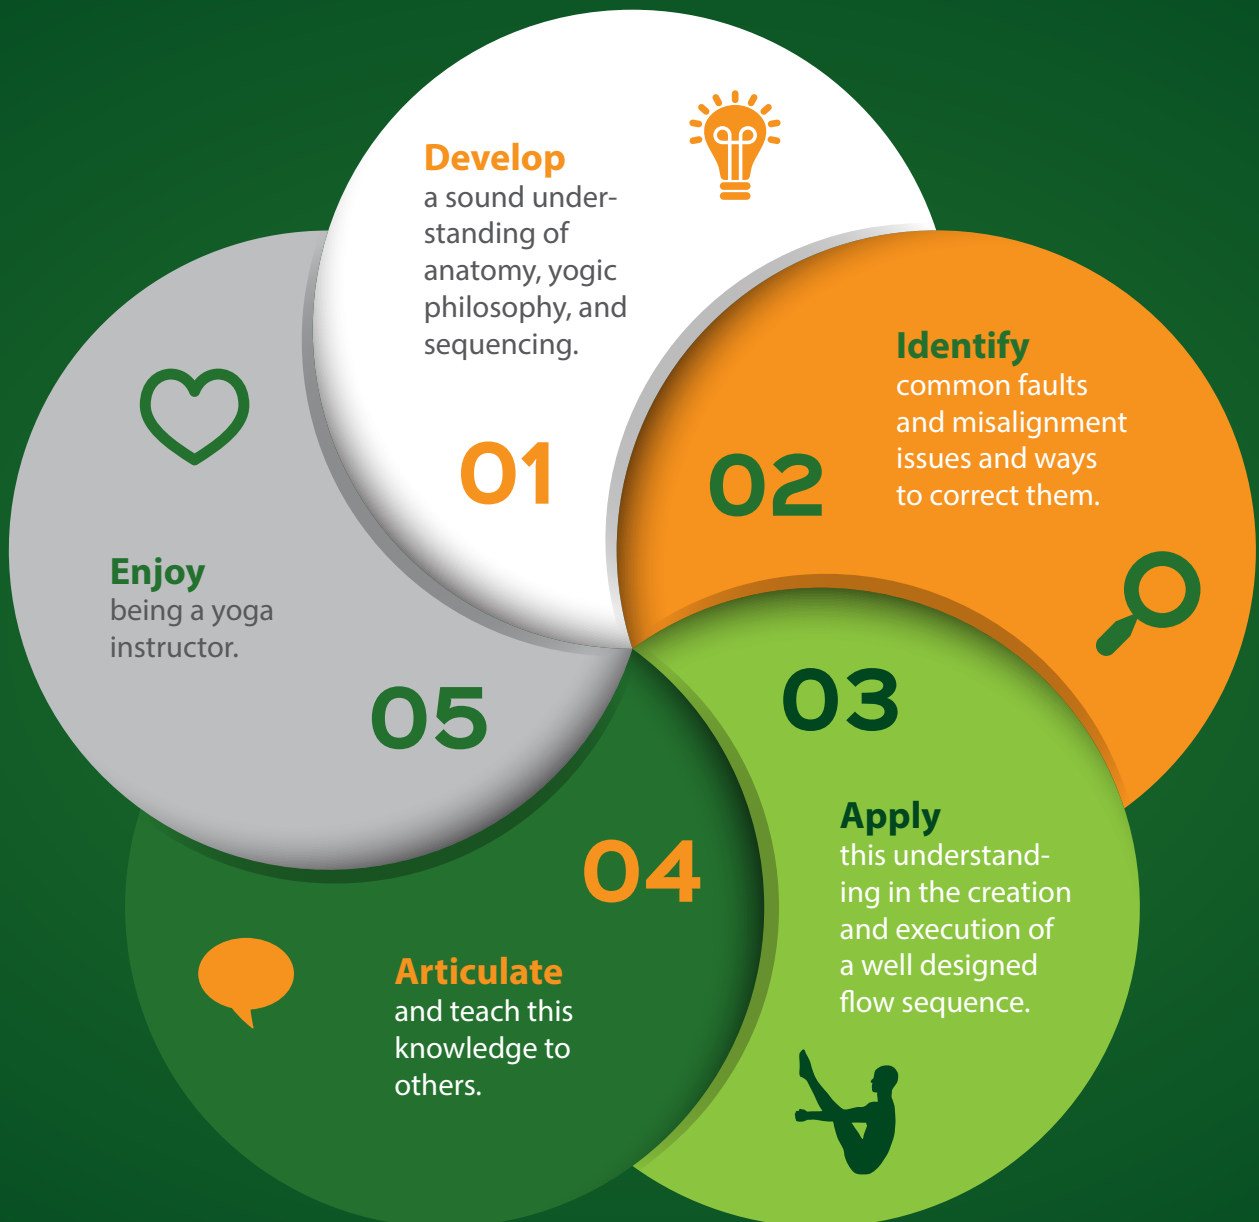 Develop
a sound under-
standing of
anatomy, yogic
philosophy, and
sequencing.
01
Identify
common faults
and misalignment
issues and ways
to correct them.
02
03
Apply
this understand-
ing in the creation
and execution of
a well designed
flow sequence.
04
Articulate
and teach this
knowledge to
others.
Enjoy
being a yoga
instructor.
05